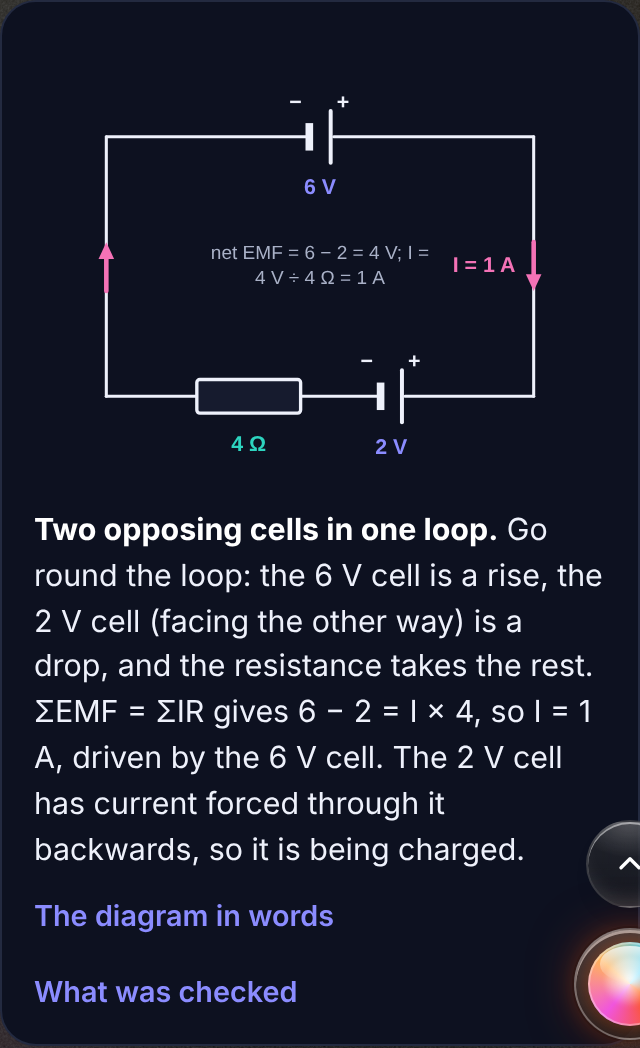 − +
6 V
net EMF = 6 − 2 = 4 V; I =
4 V ÷ 4 Ω = 1 A
I = 1 A
− +
4 Ω
2 V
Two opposing cells in one loop. Go
round the loop: the 6 V cell is a rise, the
2 V cell (facing the other way) is a
drop, and the resistance takes the rest.
ΣEMF = ΣIR gives 6 − 2 = I × 4, so I = 1
A, driven by the 6 V cell. The 2 V cell
has current forced through it
backwards, so it is being charged.
The diagram in words
What was checked